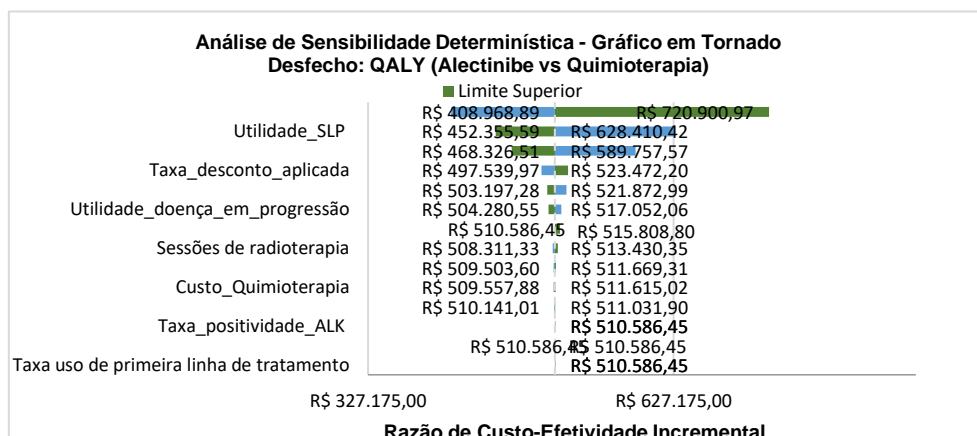 Análise de Sensibilidade Determinística - Gráfico em Tornado
Desfecho: QALY (Alectinibe vs Quimioterapia)
Limite Superior
R$ 408.968,89 R$ 720.900,97
Utilidade_SLP R$ 452.355,59 R$ 628.410,42
R$ 468.326,51 R$ 589.757,57
Taxa_desconto_aplicada R$ 497.539,97 R$ 523.472,20
R$ 503.197,28 R$ 521.872,99
Utilidade_doença_em_progressão R$ 504.280,55 R$ 517.052,06
R$ 510.586,45 R$ 515.808,80
Sessões de radioterapia R$ 508.311,33 R$ 513.430,35
R$ 509.503,60 R$ 511.669,31
Custo_Quimioterapia R$ 509.557,88 R$ 511.615,02
R$ 510.141,01 R$ 511.031,90
Taxa_positividade_ALK R$ 510.586,45
R$ 510.586,45 R$ 510.586,45
Taxa uso de primeira linha de tratamento R$ 510.586,45
R$ 327.175,00 R$ 627.175,00
Razão de Custo-Efetividade Incremental